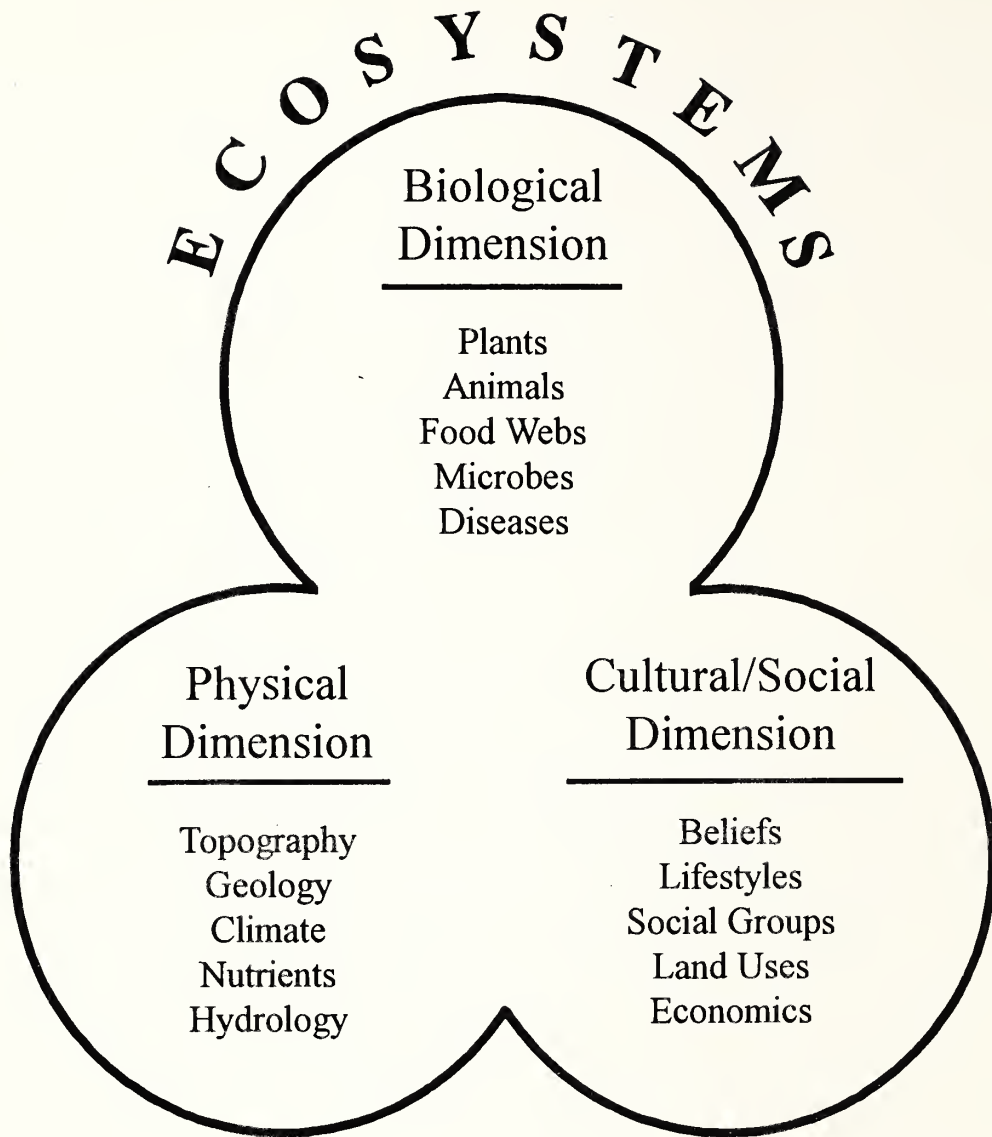 ECOSYSTEMS
Biological
Dimension
Plants
Animals
Food Webs
Microbes
Diseases
Physical
Dimension
Topography
Geology
Climate
Nutrients
Hydrology
Cultural/Social
Dimension
Beliefs
Lifestyles
Social Groups
Land Uses
Economics